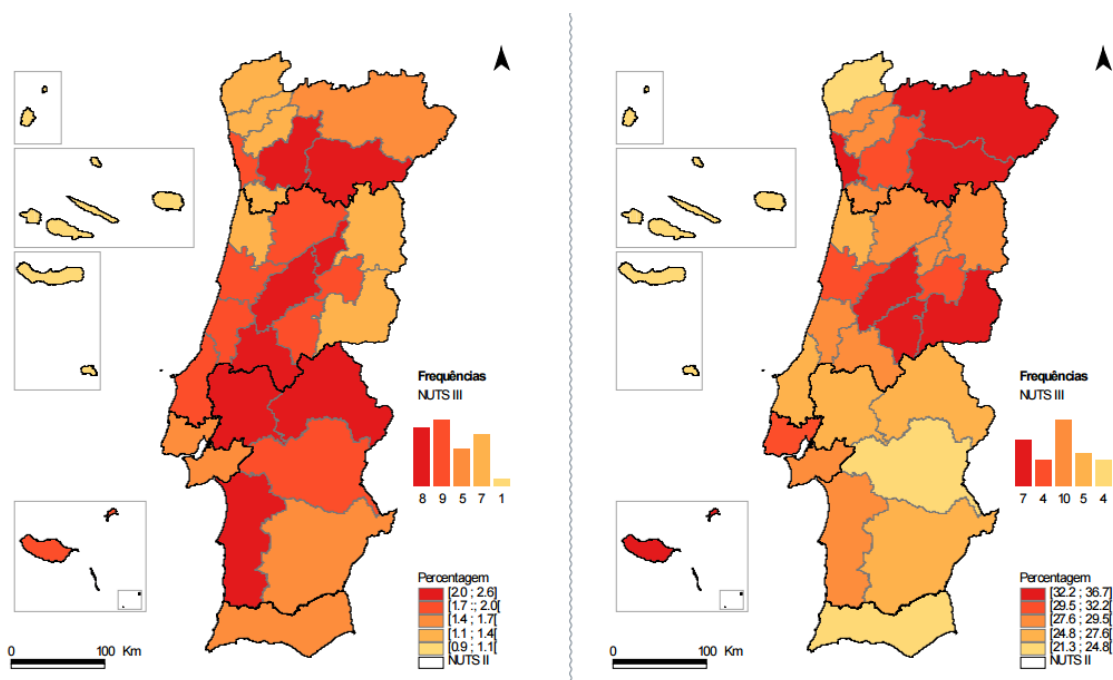 Frequências
NUTS III
8 9 5 7 1
Percentagem
[2.0 ; 2.6]
[1.7 ; 2.0[
[1.4 ; 1.7[
[1.1 ; 1.4[
[0.9 ; 1.1[
NUTS II
0 100 Km
Frequências
NUTS III
7 4 10 5 4
Percentagem
[32.2 ; 36.7]
[29.5 ; 32.2[
[27.6 ; 29.5[
[24.8 ; 27.6[
[21.3 ; 24.8[
NUTS II
0 100 Km